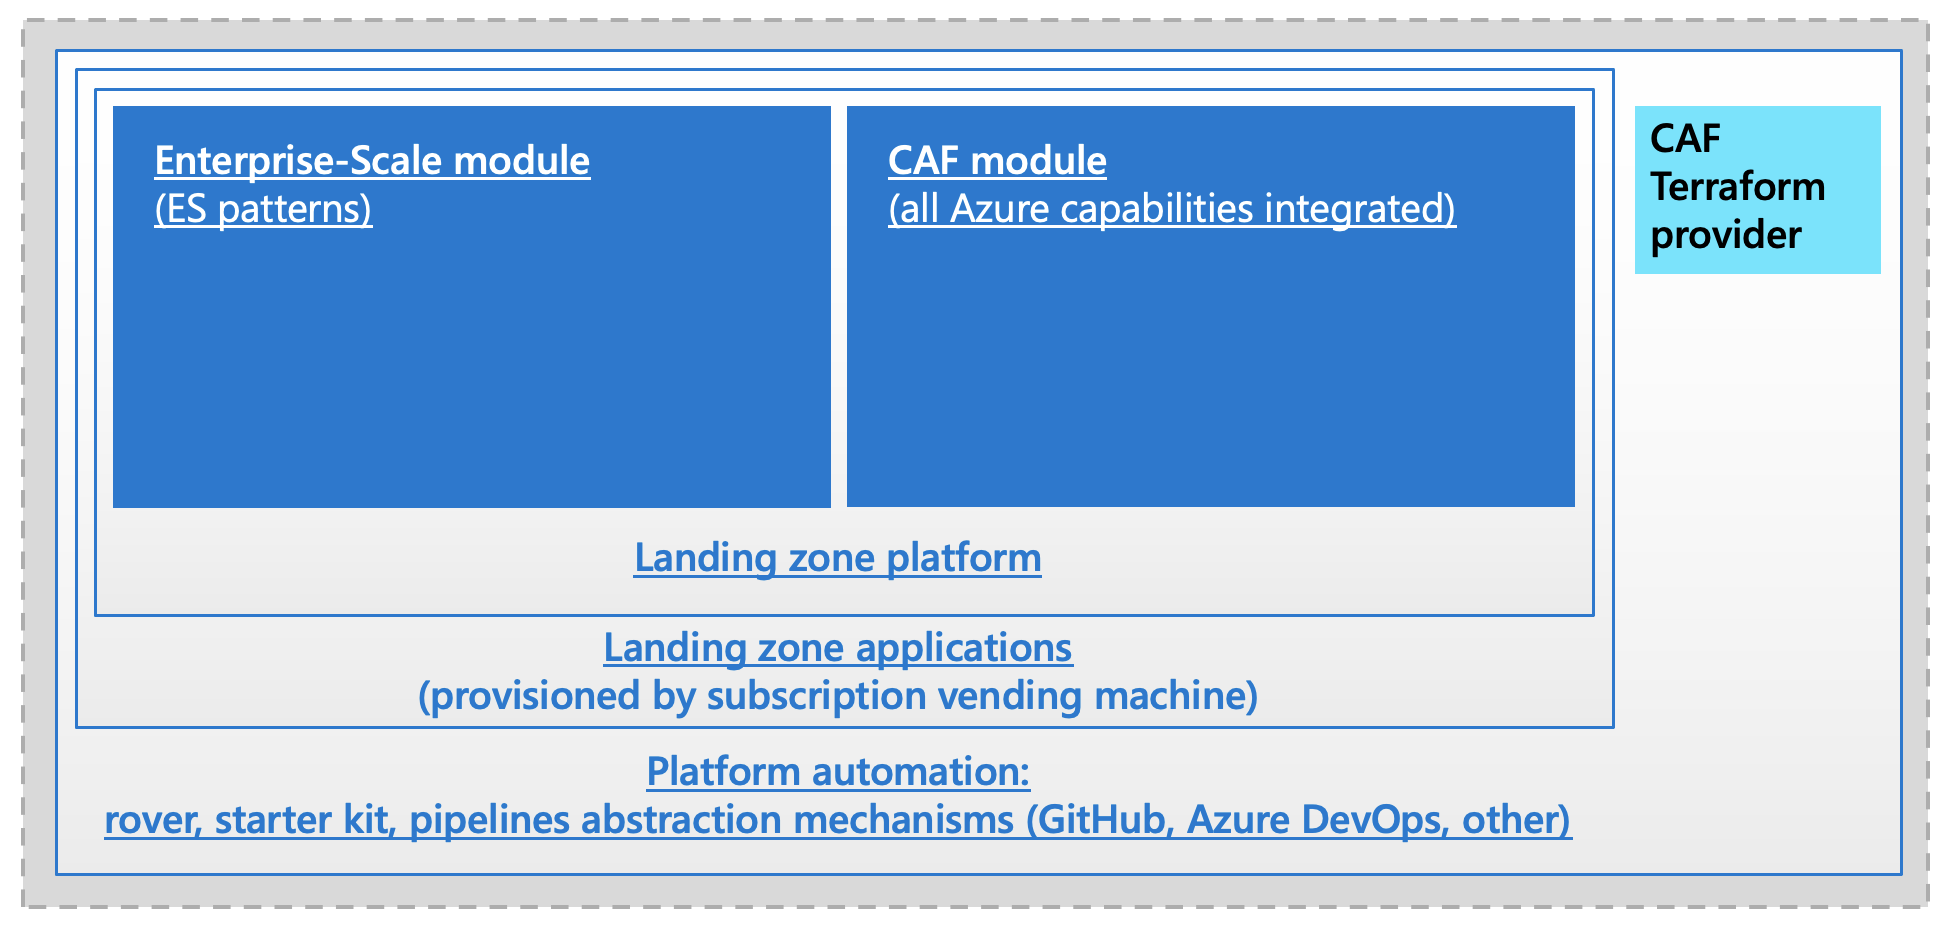 Enterprise-Scale module
(ES patterns)
CAF module
(all Azure capabilities integrated)
CAF
Terraform
provider
Landing zone platform
Landing zone applications
(provisioned by subscription vending machine)
Platform automation:
rover, starter kit, pipelines abstraction mechanisms (GitHub, Azure DevOps, other)